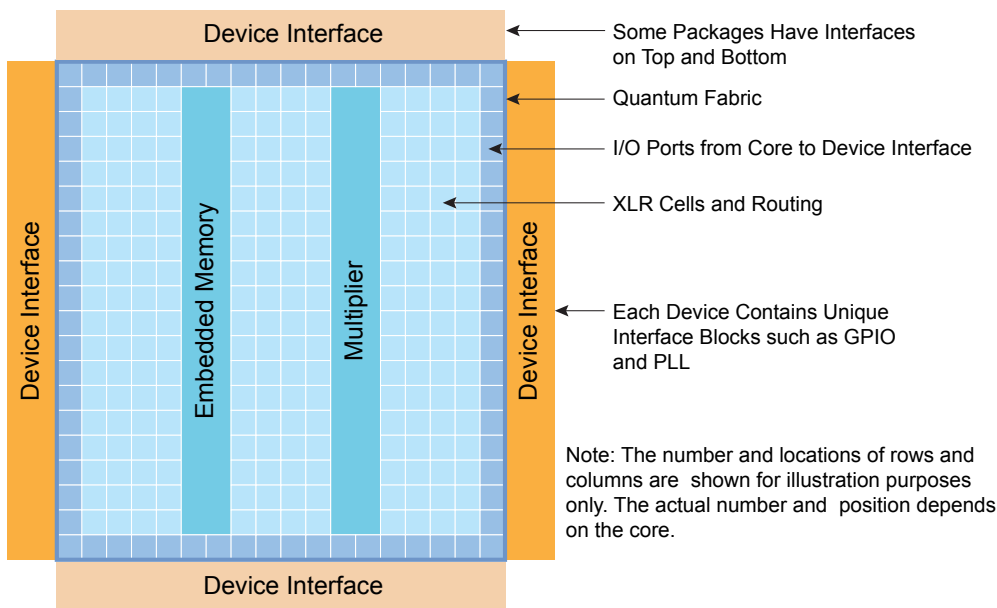 Device Interface
Some Packages Have Interfaces
on Top and Bottom
Quantum Fabric
I/O Ports from Core to Device Interface
XLR Cells and Routing
Device Interface
Embedded Memory
Multiplier
Device Interface
Each Device Contains Unique
Interface Blocks such as GPIO
and PLL
Note: The number and locations of rows and
columns are shown for illustration purposes
only. The actual number and position depends
on the core.
Device Interface